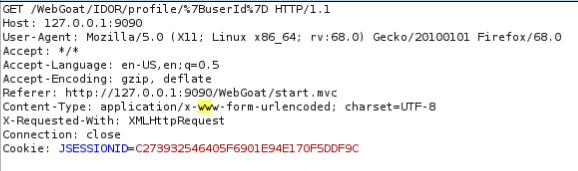 GET /WebGoat/IDOR/profile/%7BuserId%7D HTTP/1.1
Host: 127.0.0.1:9090
User-Agent: Mozilla/5.0 (X11; Linux x86_64; rv:68.0) Gecko/20100101 Firefox/68.0
Accept: */*
Accept-Language: en-US,en;q=0.5
Accept-Encoding: gzip, deflate
Referer: http://127.0.0.1:9090/WebGoat/start.mvc
Content-Type: application/x-www-form-urlencoded; charset=UTF-8
X-Requested-With: XMLHttpRequest
Connection: close
Cookie: JSESSIONID=C273932546405F6901E94E170F5DDF9C